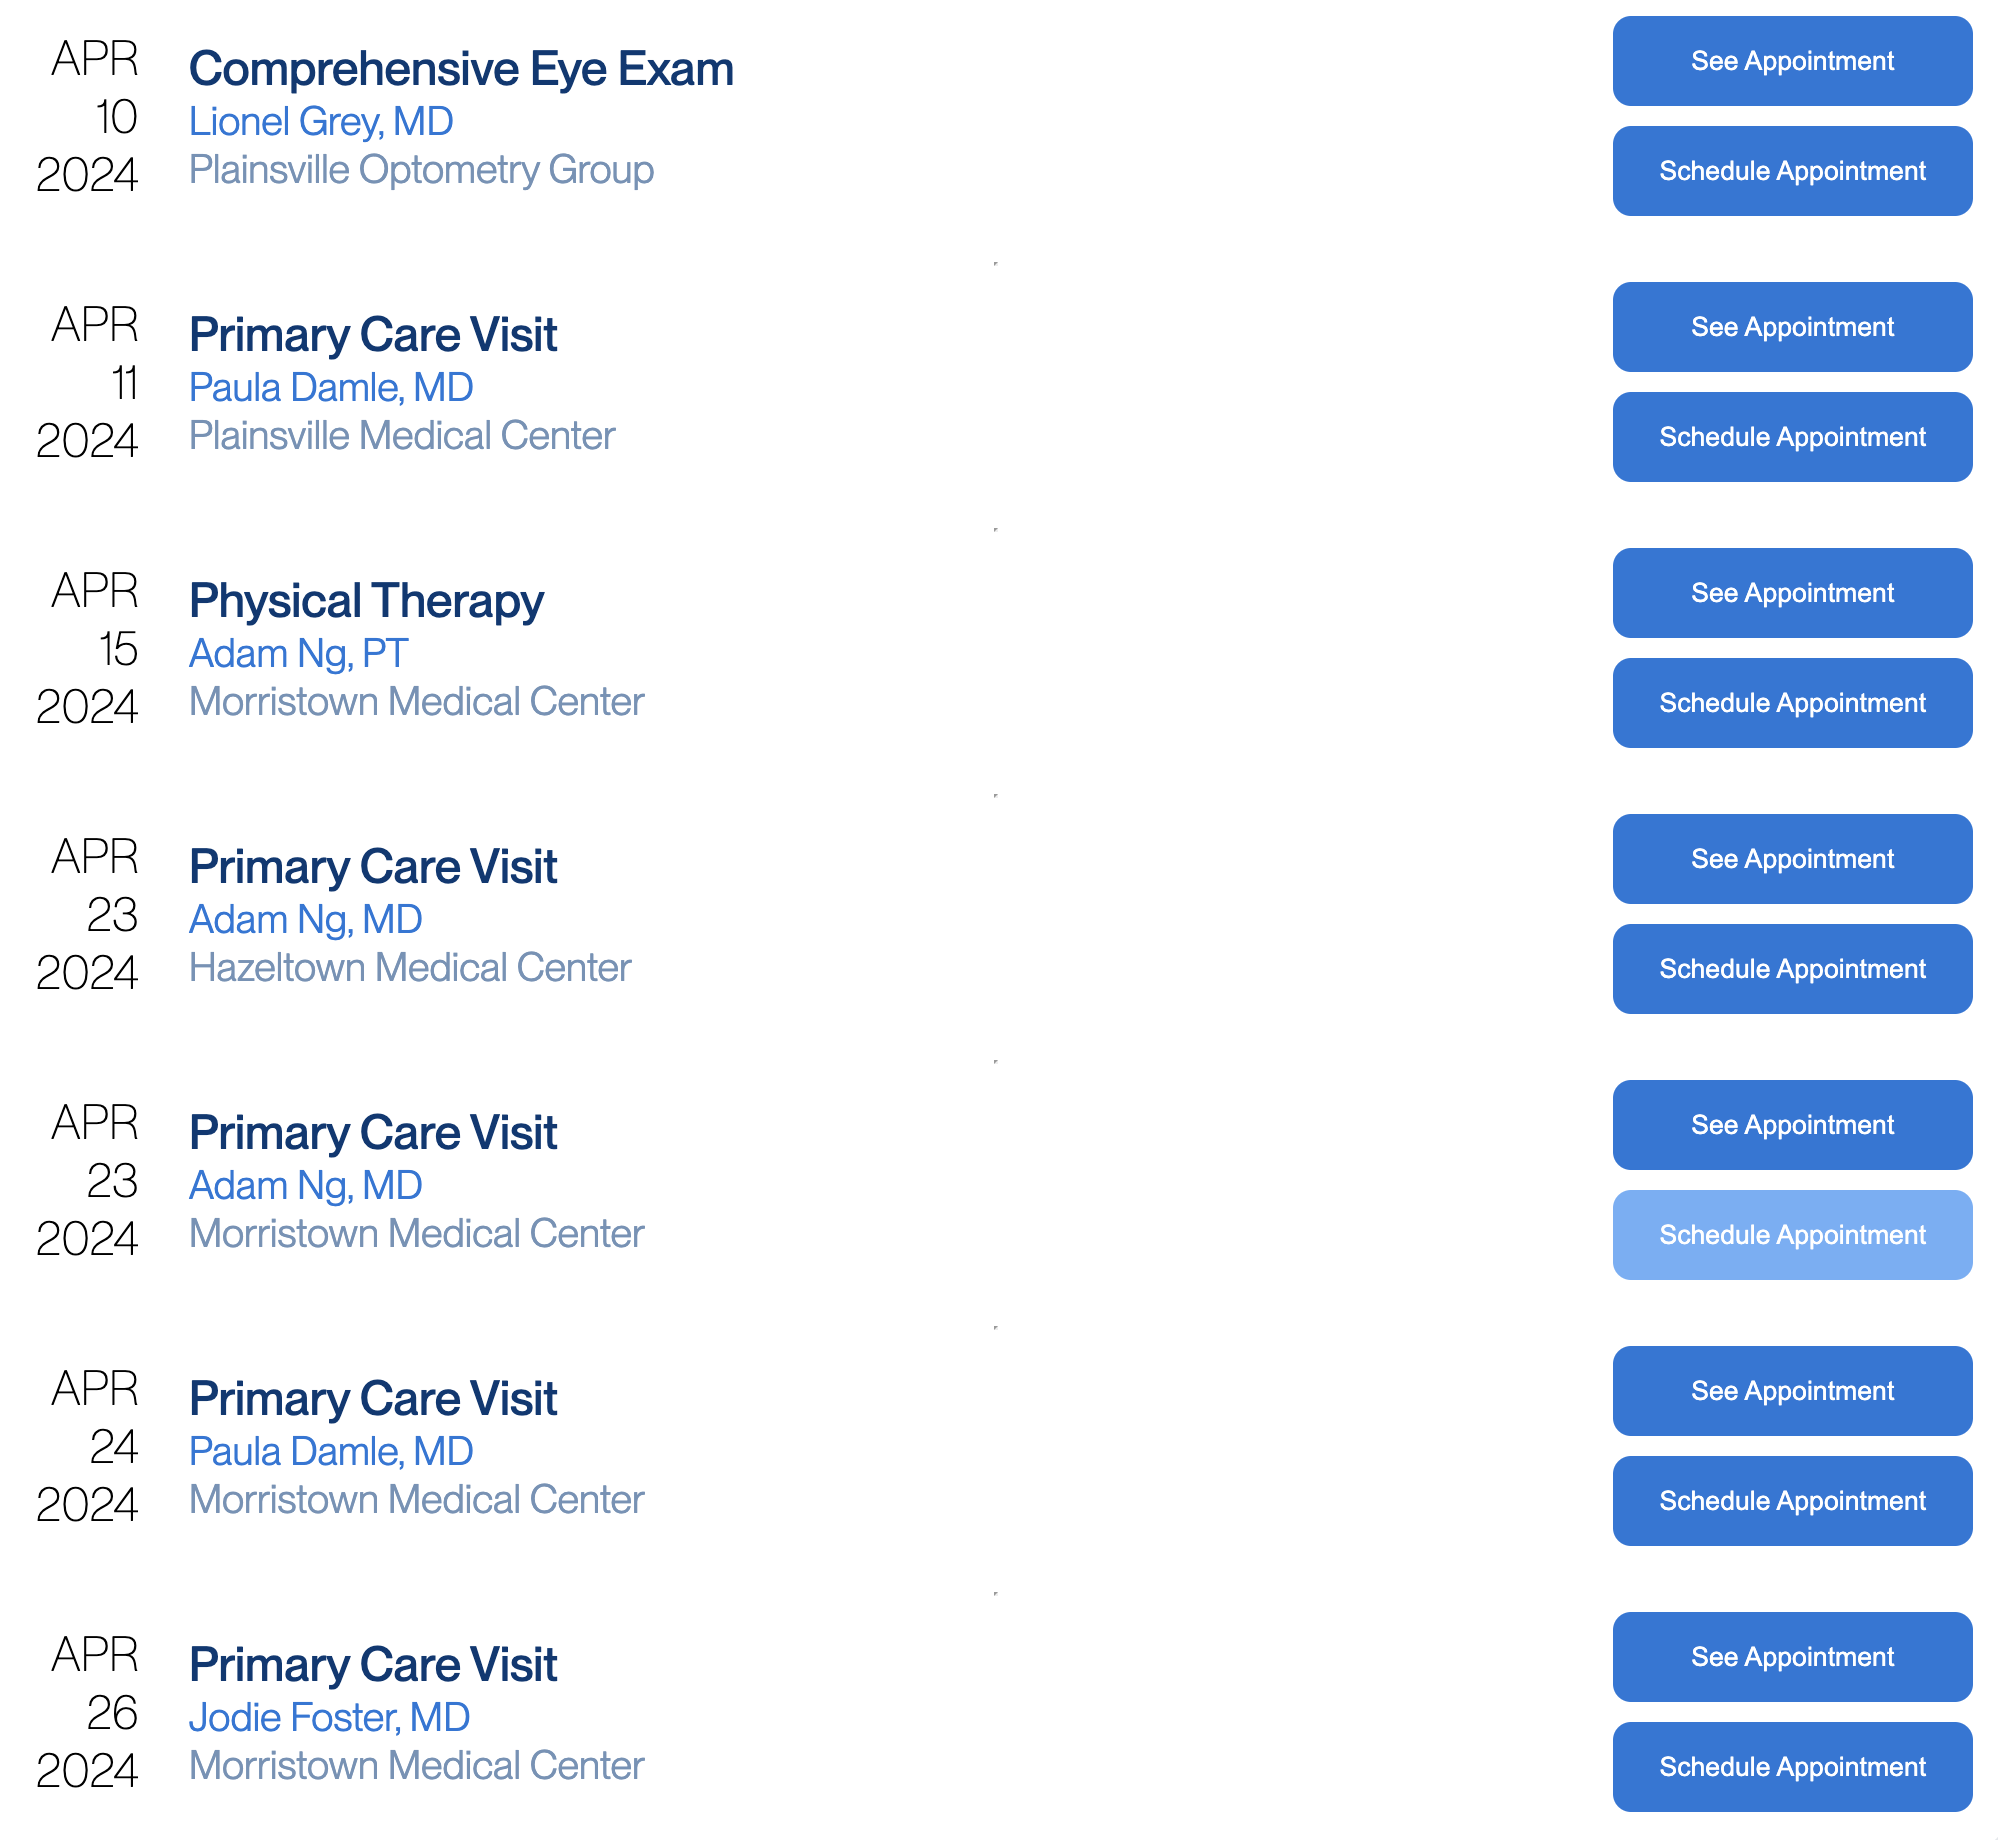 APR
10
2024
Comprehensive Eye Exam
Lionel Grey, MD
Plainsville Optometry Group
See Appointment
Schedule Appointment
APR
11
2024
Primary Care Visit
Paula Damle, MD
Plainsville Medical Center
See Appointment
Schedule Appointment
APR
15
2024
Physical Therapy
Adam Ng, PT
Morristown Medical Center
See Appointment
Schedule Appointment
APR
23
2024
Primary Care Visit
Adam Ng, MD
Hazeltown Medical Center
See Appointment
Schedule Appointment
APR
23
2024
Primary Care Visit
Adam Ng, MD
Morristown Medical Center
See Appointment
Schedule Appointment
APR
24
2024
Primary Care Visit
Paula Damle, MD
Morristown Medical Center
See Appointment
Schedule Appointment
APR
26
2024
Primary Care Visit
Jodie Foster, MD
Morristown Medical Center
See Appointment
Schedule Appointment